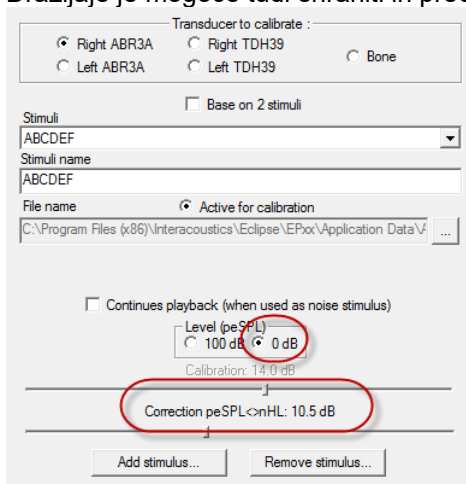 Transducer to calibrate :
Right ABR3A Right TDH39
Bone
Left ABR3A Left TDH39
Base on 2 stimuli
Stimuli
ABCDEF
Stimuli name
ABCDEF
File name Active for calibration
C:\Program Files (x86)\Interacoustics\Eclipse\EPxx\Application Data\ ...
Continues playback (when used as noise stimulus)
Level (peSPL)
100 dB 0 dB
Calibration: 14.0 dB
Correction peSPL<>nHL: 10.5 dB
Add stimulus... Remove stimulus...